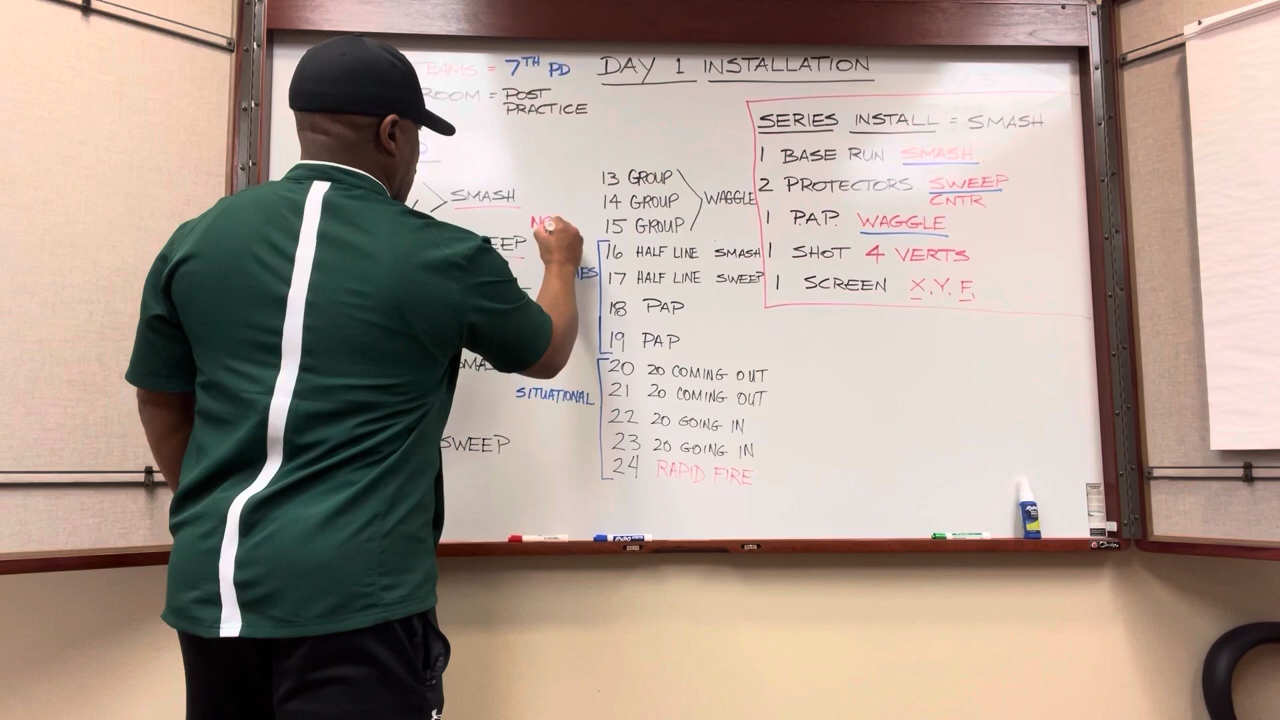 TEAMS = 7TH PD
ROOM = POST
PRACTICE
SMASH
SWEEP
SITUATIONAL
SWEEP
DAY 1 INSTALLATION
13 GROUP
14 GROUP
15 GROUP
WAGGLE
16 HALF LINE SMASH
17 HALF LINE SWEEP
18 PAP
19 PAP
20 20 COMING OUT
21 20 COMING OUT
22 20 GOING IN
23 20 GOING IN
24 RAPID FIRE
SERIES INSTALL = SMASH
1 BASE RUN SMASH
2 PROTECTORS SWEEP
CNTR
1 P.A.P. WAGGLE
1 SHOT 4 VERTS
1 SCREEN X,Y,F,
EXPO